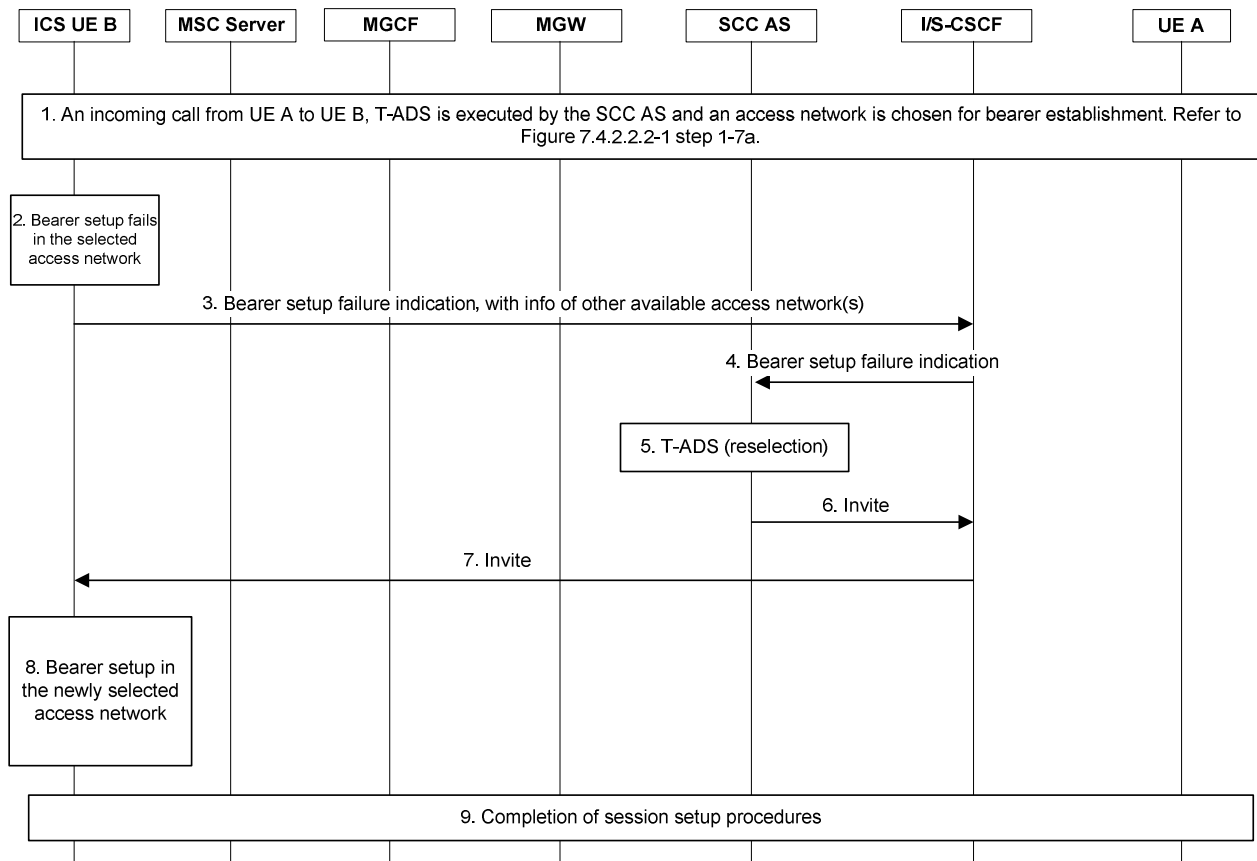 ICS UE B
MSC Server
MGCF
MGW
SCC AS
I/S-CSCF
UE A
1. An incoming call from UE A to UE B, T-ADS is executed by the SCC AS and an access network is chosen for bearer establishment. Refer to
Figure 7.4.2.2.2-1 step 1-7a.
2. Bearer setup fails
in the selected
access network
3. Bearer setup failure indication, with info of other available access network(s)
4. Bearer setup failure indication
5. T-ADS (reselection)
6. Invite
7. Invite
8. Bearer setup in
the newly selected
access network
9. Completion of session setup procedures